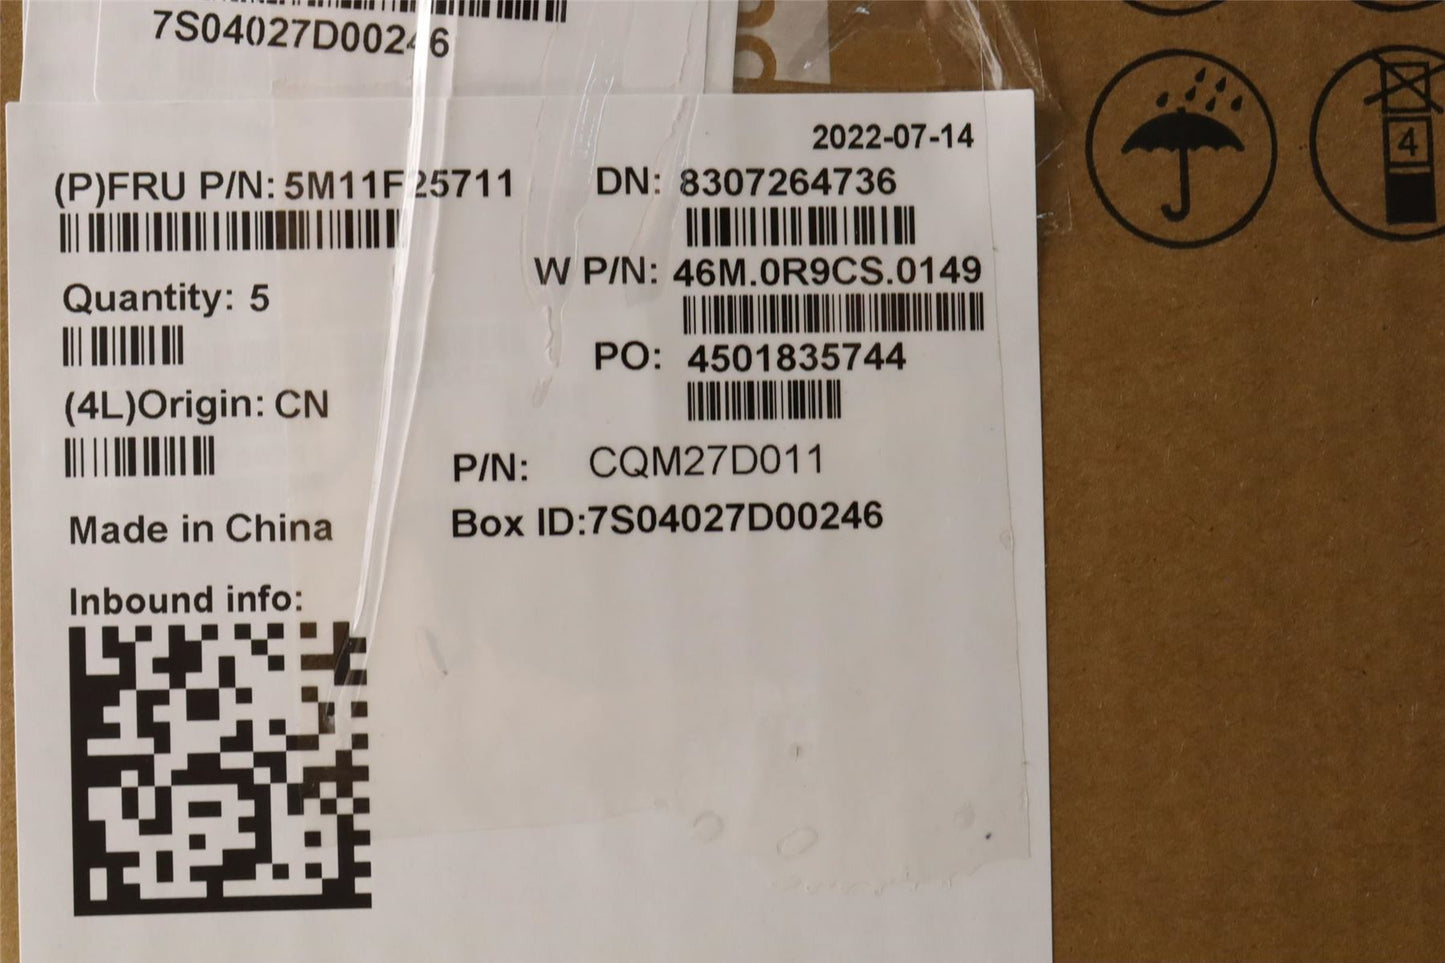 7S04027D00246
2022-07-14
(P)FRU P/N: 5M11F25711
DN: 8307264736
W P/N: 46M.0R9CS.0149
Quantity: 5
PO: 4501835744
(4L)Origin: CN
P/N: CQM27D011
Made in China
Box ID:7S04027D00246
Inbound info:
4